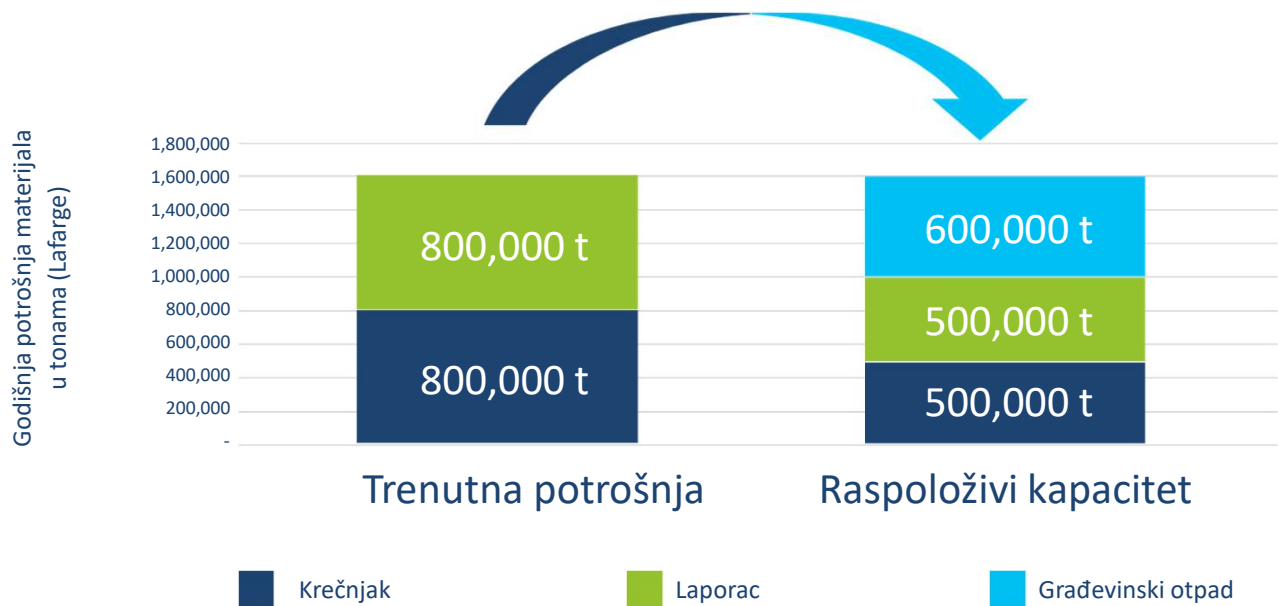 Godišnja potrošnja materijala
u tonama (Lafarge)
1,800,000
1,600,000
1,400,000
1,200,000
1,000,000
800,000
600,000
400,000
200,000
-
800,000 t
800,000 t
600,000 t
500,000 t
500,000 t
Trenutna potrošnja
Raspoloživi kapacitet
Krečnjak
Laporac
Građevinski otpad